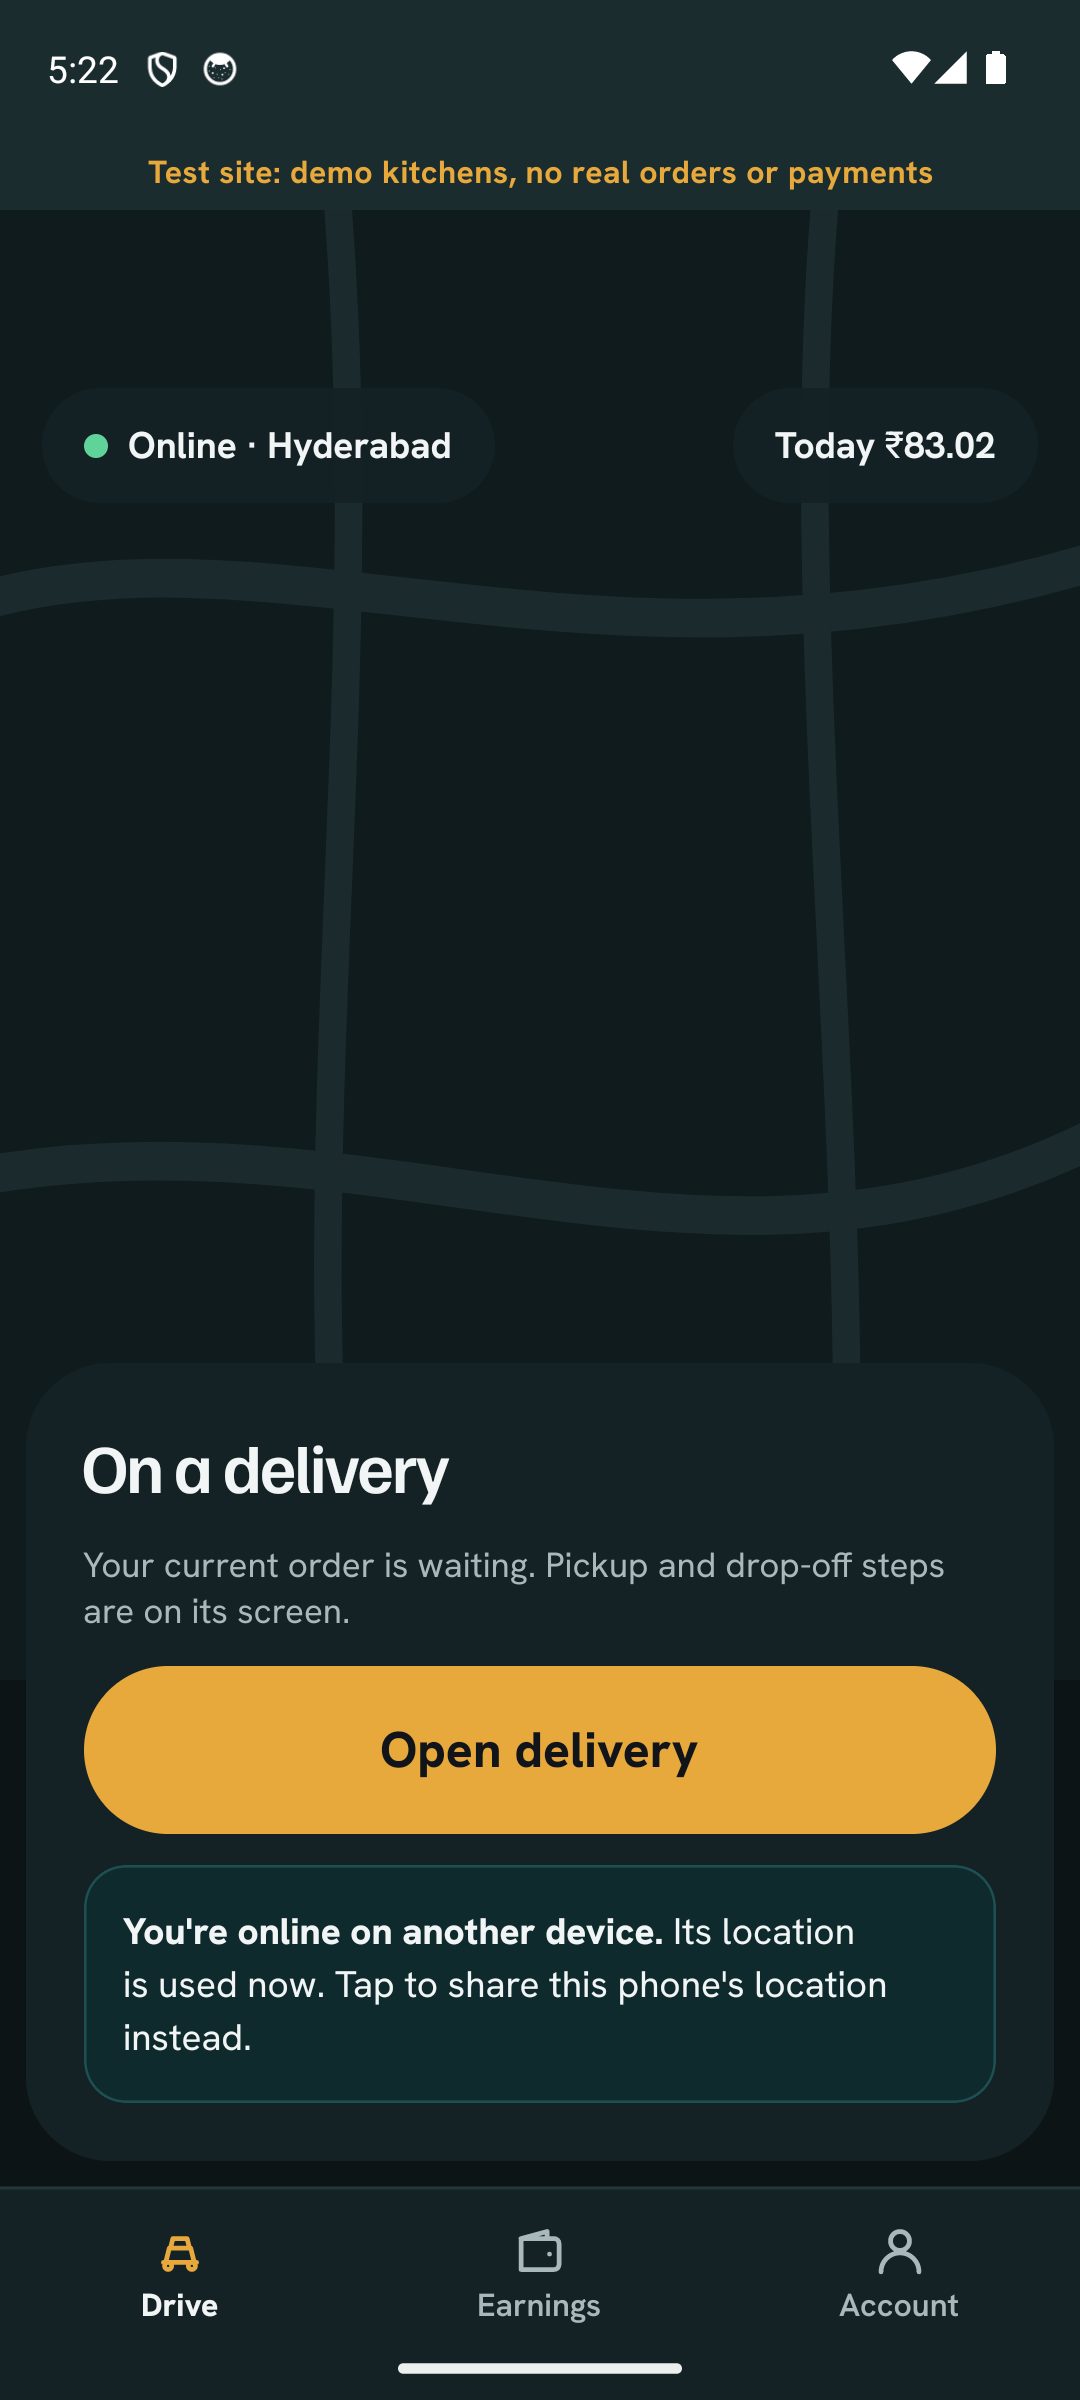 5:22
Test site: demo kitchens, no real orders or payments
Online · Hyderabad
Today ₹83.02
On a delivery
Your current order is waiting. Pickup and drop-off steps
are on its screen.
Open delivery
You're online on another device. Its location
is used now. Tap to share this phone's location
instead.
Drive
Earnings
Account